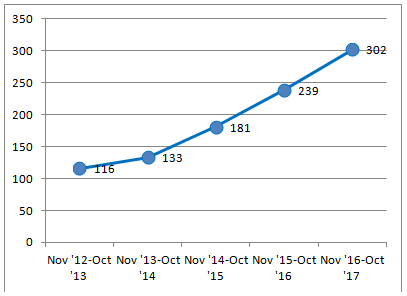 350
300
250
200
150
100
50
0
116
133
181
239
302
Nov '12-Oct '13
Nov '13-Oct '14
Nov '14-Oct '15
Nov '15-Oct '16
Nov '16-Oct '17